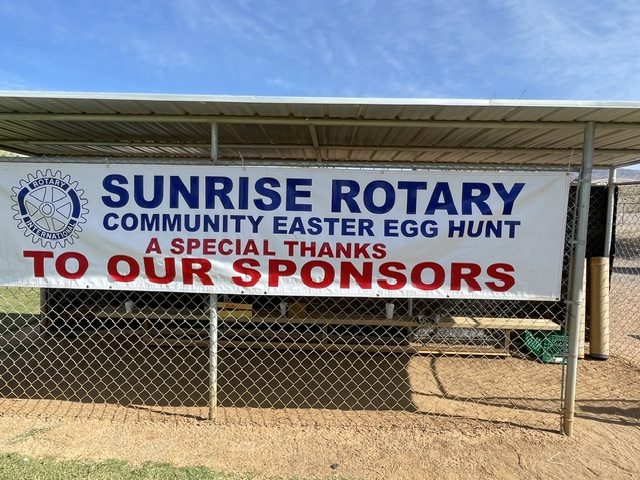 ROTARY
INTERNATIONAL
SUNRISE ROTARY
COMMUNITY EASTER EGG HUNT
A SPECIAL THANKS
TO OUR SPONSORS